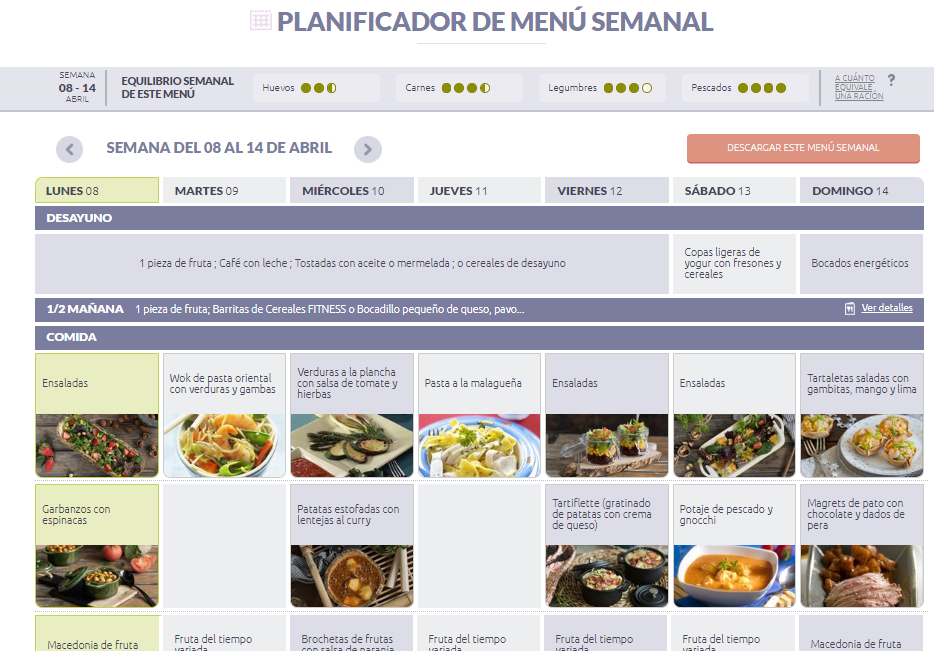 PLANIFICADOR DE MENÚ SEMANAL
SEMANA
08 - 14
ABRIL
EQUILIBRIO SEMANAL
DE ESTE MENÚ
Huevos
Carnes
Legumbres
Pescados
A CUÁNTO
EQUIVALE
UNA RACIÓN
?
SEMANA DEL 08 AL 14 DE ABRIL
DESCARGAR ESTE MENÚ SEMANAL
LUNES 08
MARTES 09
MIÉRCOLES 10
JUEVES 11
VIERNES 12
SÁBADO 13
DOMINGO 14
DESAYUNO
1 pieza de fruta ; Café con leche ; Tostadas con aceite o mermelada ; o cereales de desayuno
Copas ligeras de
yogur con fresones y
cereales
Bocados energéticos
1/2 MAÑANA 1 pieza de fruta; Barritas de Cereales FITNESS o Bocadillo pequeño de queso, pavo...
Ver detalles
COMIDA
Ensaladas
Wok de pasta oriental
con verduras y gambas
Verduras a la plancha
con salsa de tomate y
hierbas
Pasta a la malagueña
Ensaladas
Ensaladas
Tartaletas saladas con
gambitas, mango y lima
Garbanzos con
espinacas
Patatas estofadas con
lentejas al curry
Tartiflette (gratinado
de patatas con crema
de queso)
Potaje de pescado y
gnocchi
Magrets de pato con
chocolate y dados de
pera
Macedonia de fruta
Fruta del tiempo
variada
Brochetas de frutas
con salsa de naranja
Fruta del tiempo
variada
Fruta del tiempo
variada
Fruta del tiempo
variada
Macedonia de fruta